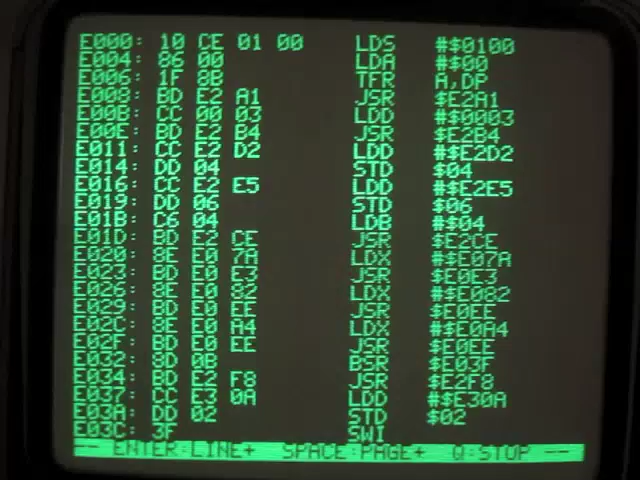 E000: 10 CE 01 00 LDS #$0100
E004: 86 00 LDA #$00
E006: 1F 8B TFR A,DP
E008: BD E2 A1 JSR $E2A1
E00B: CC 00 03 LDD #$0003
E00E: BD E2 B4 JSR $E2B4
E011: CC E2 D2 LDD #$E2D2
E014: DD 04 STD $04
E016: CC E2 E5 LDD #$E2E5
E019: DD 06 STD $06
E01B: C6 04 LDB #$04
E01D: BD E2 CE JSR $E2CE
E020: 8E E0 7A LDX #$E07A
E023: BD E0 E3 JSR $E0E3
E026: 8E E0 82 LDX #$E082
E029: BD E0 EE JSR $E0EE
E02C: 8E E0 A4 LDX #$E0A4
E02F: BD E0 EE JSR $E0EE
E032: 8D 0B BSR $E03F
E034: BD E2 F8 JSR $E2F8
E037: CC E3 0A LDD #$E30A
E03A: DD 02 STD $02
E03C: 3F SWI
-- ENTER:LINE+ SPACE:PAGE+ Q:STOP --